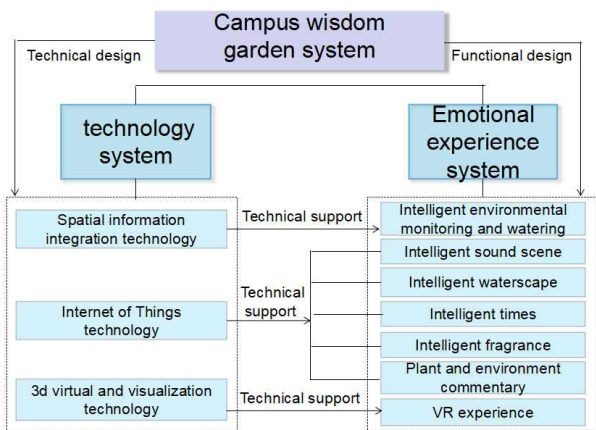 Campus wisdom
garden system
Technical design
Functional design
technology
system
Emotional
experience
system
Spatial information
integration technology
Technical support
Intelligent environmental
monitoring and watering
Intelligent sound scene
Intelligent waterscape
Internet of Things
technology
Technical
support
Intelligent times
Intelligent fragrance
Plant and environment
commentary
3d virtual and visualization
technology
Technical support
VR experience